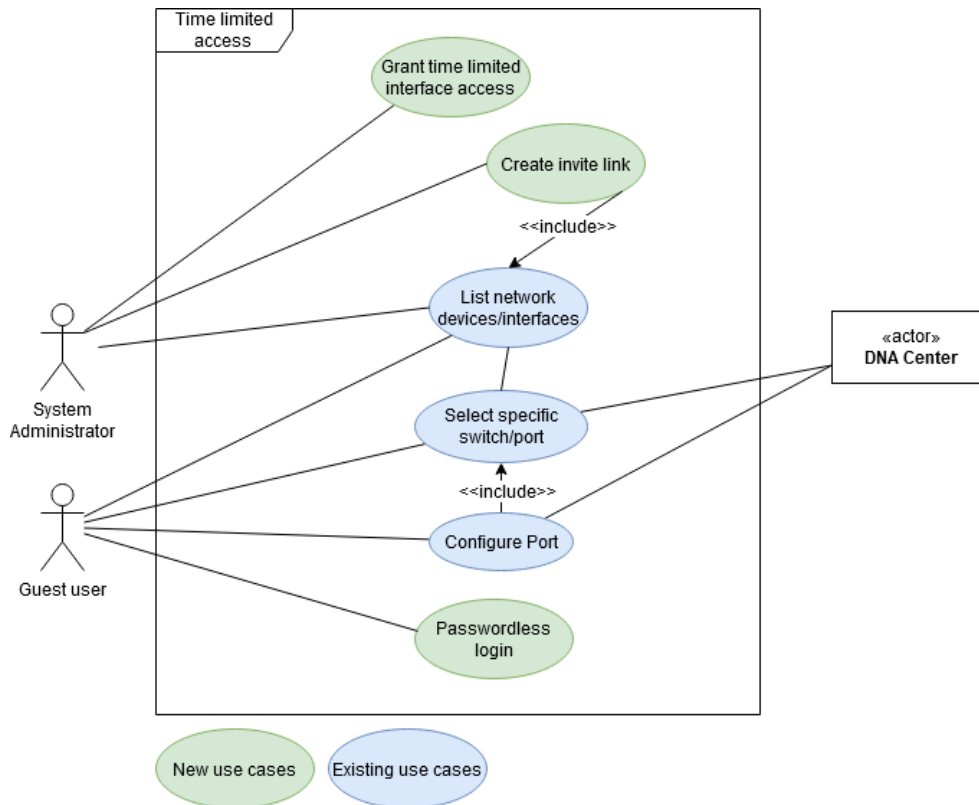 Time limited
access
Grant time limited
interface access
Create invite link
<<include>>
List network
devices/interfaces
«actor»
DNA Center
System
Administrator
Select specific
switch/port
<<include>>
Configure Port
Guest user
Passwordless
login
New use cases
Existing use cases